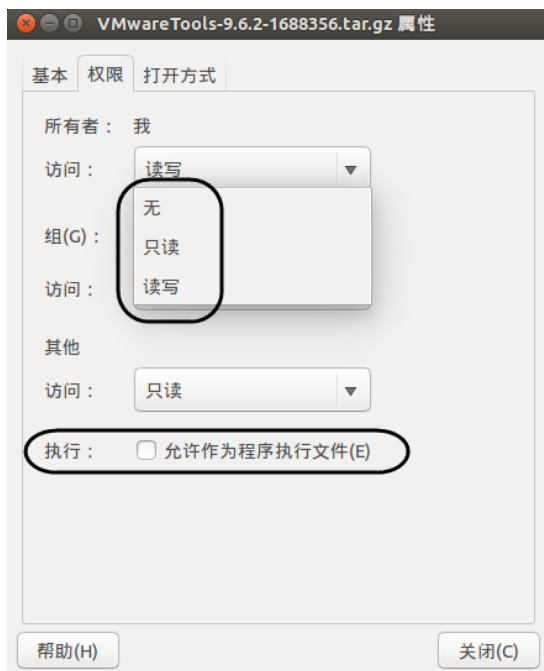 VMwareTools-9.6.2-1688356.tar.gz 属性
基本 权限 打开方式
所有者： 我
访问： 读写
无
组(G)：
只读
访问： 读写
其他
访问： 只读
执行： 允许作为程序执行文件(E)
帮助(H) 关闭(C)